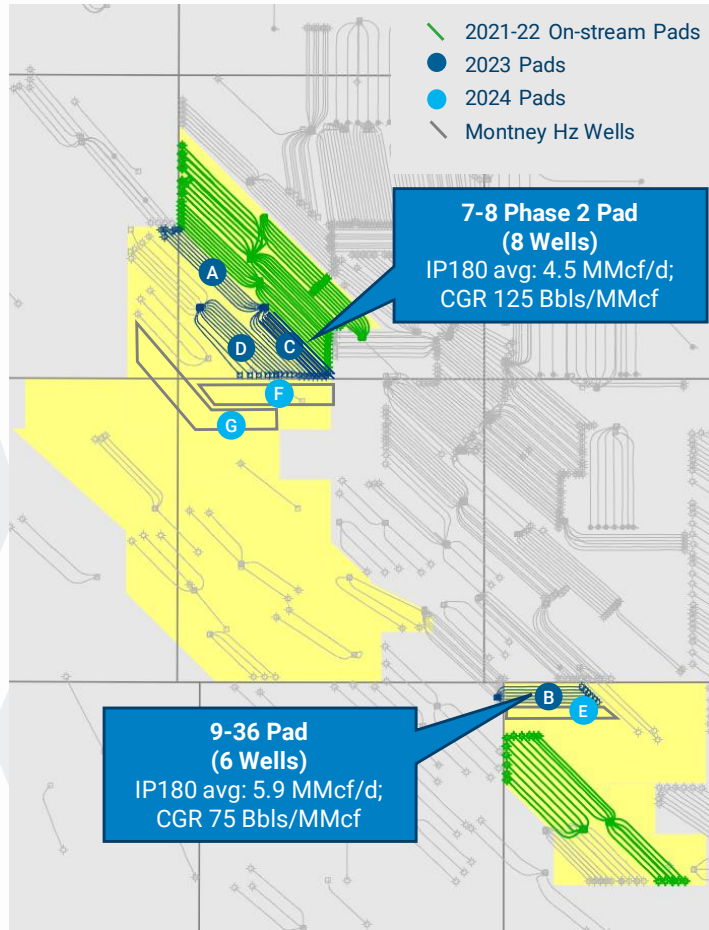 2021-22 On-stream Pads
2023 Pads
2024 Pads
Montney Hz Wells
7-8 Phase 2 Pad
(8 Wells)
IP180 avg: 4.5 MMcf/d;
CGR 125 Bbls/MMcf
A
D
C
F
G
B
E
9-36 Pad
(6 Wells)
IP180 avg: 5.9 MMcf/d;
CGR 75 Bbls/MMcf